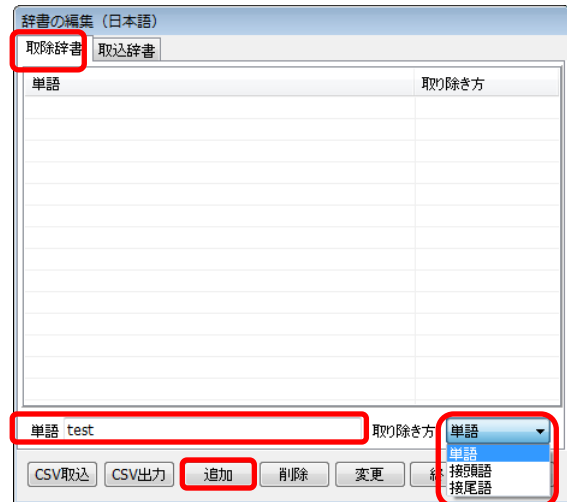 辞書の編集（日本語）
取除辞書 取込辞書
単語 取り除き方
単語 test 取り除き方 単語
単語
接頭語
接尾語
CSV取込 CSV出力 追加 削除 変更